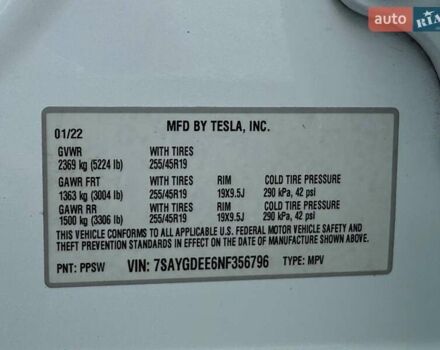 auto RIA
01/22
MFD BY TESLA, INC.
GVWR WITH TIRES
2369 kg (5224 lb) 255/45R19
GAWR FRT WITH TIRES RIM COLD TIRE PRESSURE
1363 kg (3004 lb) 255/45R19 19X9.5J 290 kPa, 42 psi
GAWR RR WITH TIRES RIM COLD TIRE PRESSURE
1500 kg (3306 lb) 255/45R19 19X9.5J 290 kPa, 42 psi
THIS VEHICLE CONFORMS TO ALL APPLICABLE U.S. FEDERAL MOTOR VEHICLE SAFETY AND
THEFT PREVENTION STANDARDS IN EFFECT ON THE DATE OF MANUFACTURE SHOWN ABOVE.
PNT: PPSW VIN: 7SAYGDEE6NF356796 TYPE: MPV